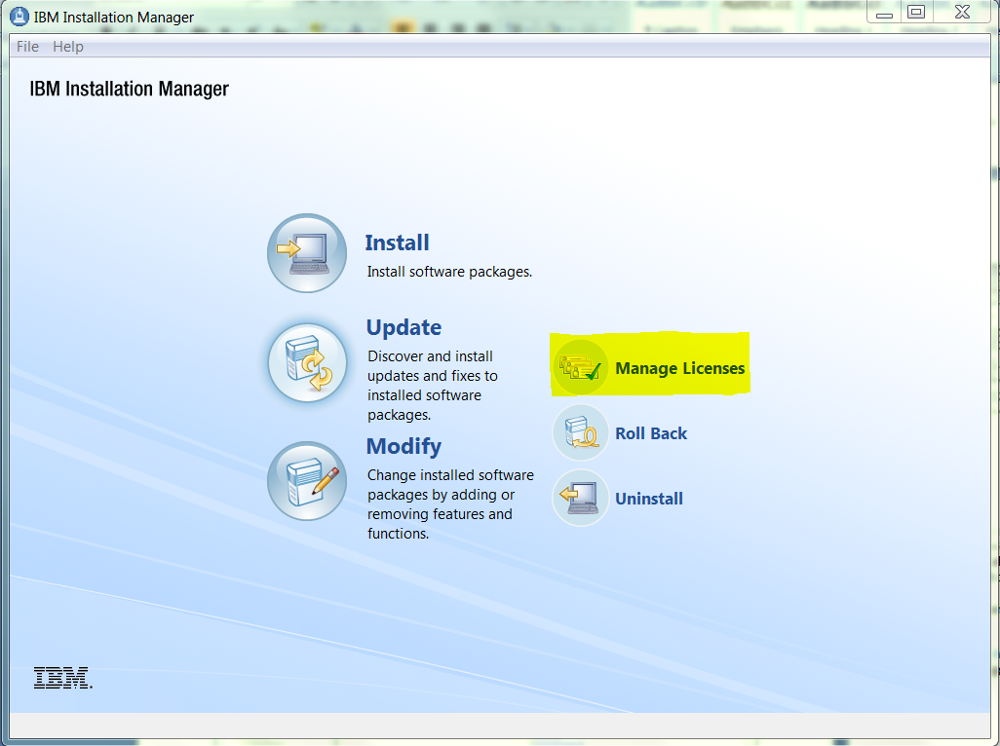 IBM Installation Manager
File Help
IBM Installation Manager
Install
Install software packages.
Update
Discover and install
updates and fixes to
installed software
packages.
Manage Licenses
Roll Back
Modify
Change installed software
packages by adding or
removing features and
functions.
Uninstall
IBM.